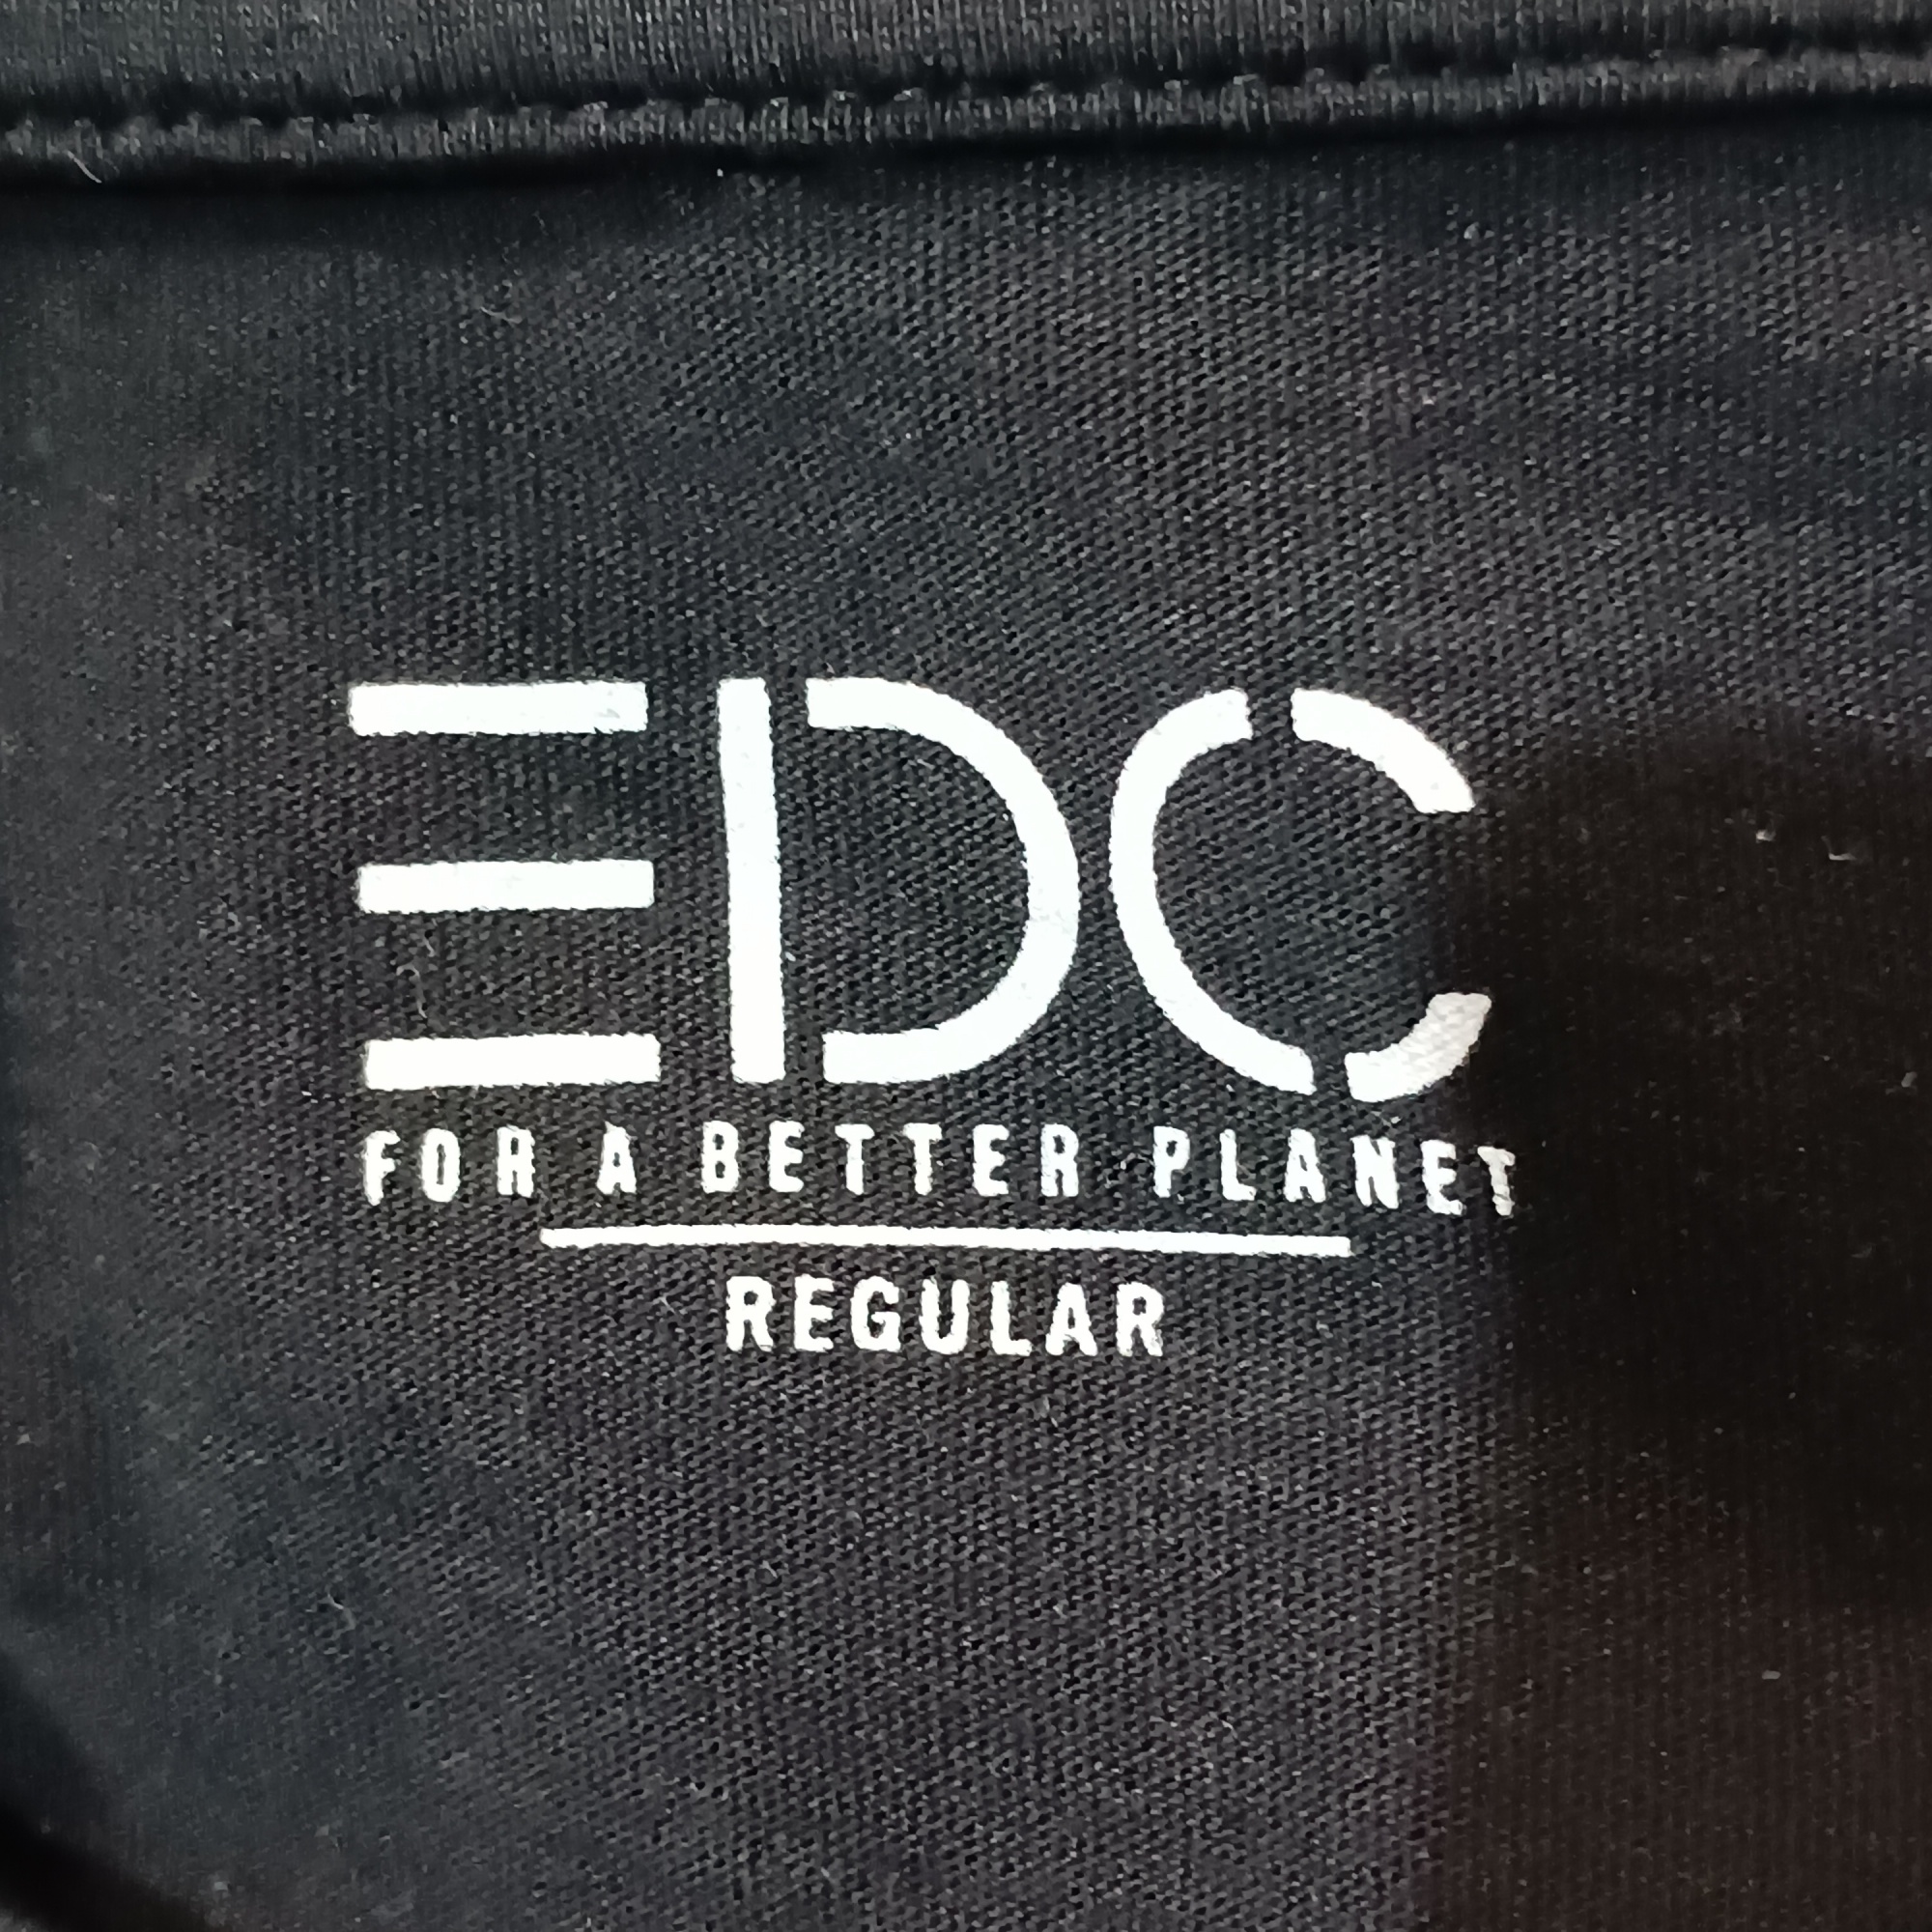 EDC
FOR A BETTER PLANET
REGULAR